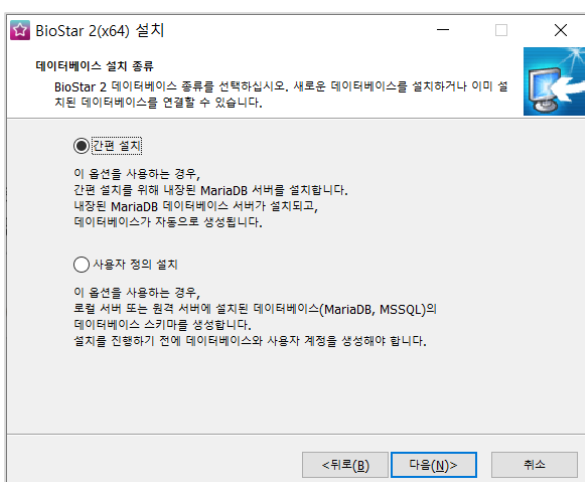 BioStar 2(x64) 설치
데이터베이스 설치 종류
BioStar 2 데이터베이스 종류를 선택하십시오. 새로운 데이터베이스를 설치하거나 이미 설
치된 데이터베이스를 연결할 수 있습니다.
간편 설치
이 옵션을 사용하는 경우,
간편 설치를 위해 내장된 MariaDB 서버를 설치합니다.
내장된 MariaDB 데이터베이스 서버가 설치되고,
데이터베이스가 자동으로 생성됩니다.
사용자 정의 설치
이 옵션을 사용하는 경우,
로컬 서버 또는 원격 서버에 설치된 데이터베이스(MariaDB, MSSQL)의
데이터베이스 스키마를 생성합니다.
설치를 진행하기 전에 데이터베이스와 사용자 계정을 생성해야 합니다.
<뒤로(B) 다음(N)> 취소